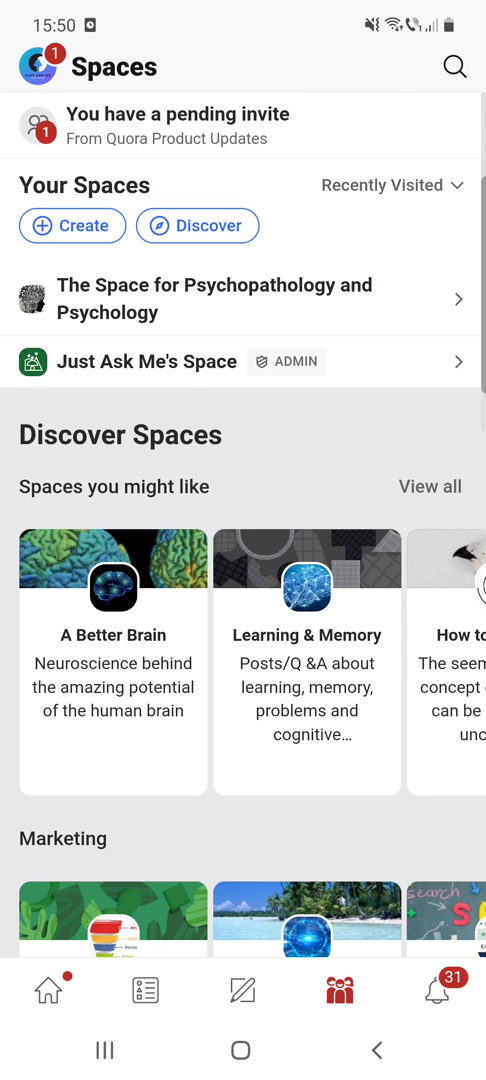 15:50
1
Spaces
You have a pending invite
1
From Quora Product Updates
Your Spaces
Recently Visited
Create
Discover
The Space for Psychopathology and
Psychology
Just Ask Me's Space
ADMIN
Discover Spaces
Spaces you might like
View all
A Better Brain
Neuroscience behind
the amazing potential
of the human brain
Learning & Memory
Posts/Q &A about
learning, memory,
problems and
cognitive...
How to
The seem
concept
can be
unc
Marketing
search
S
31